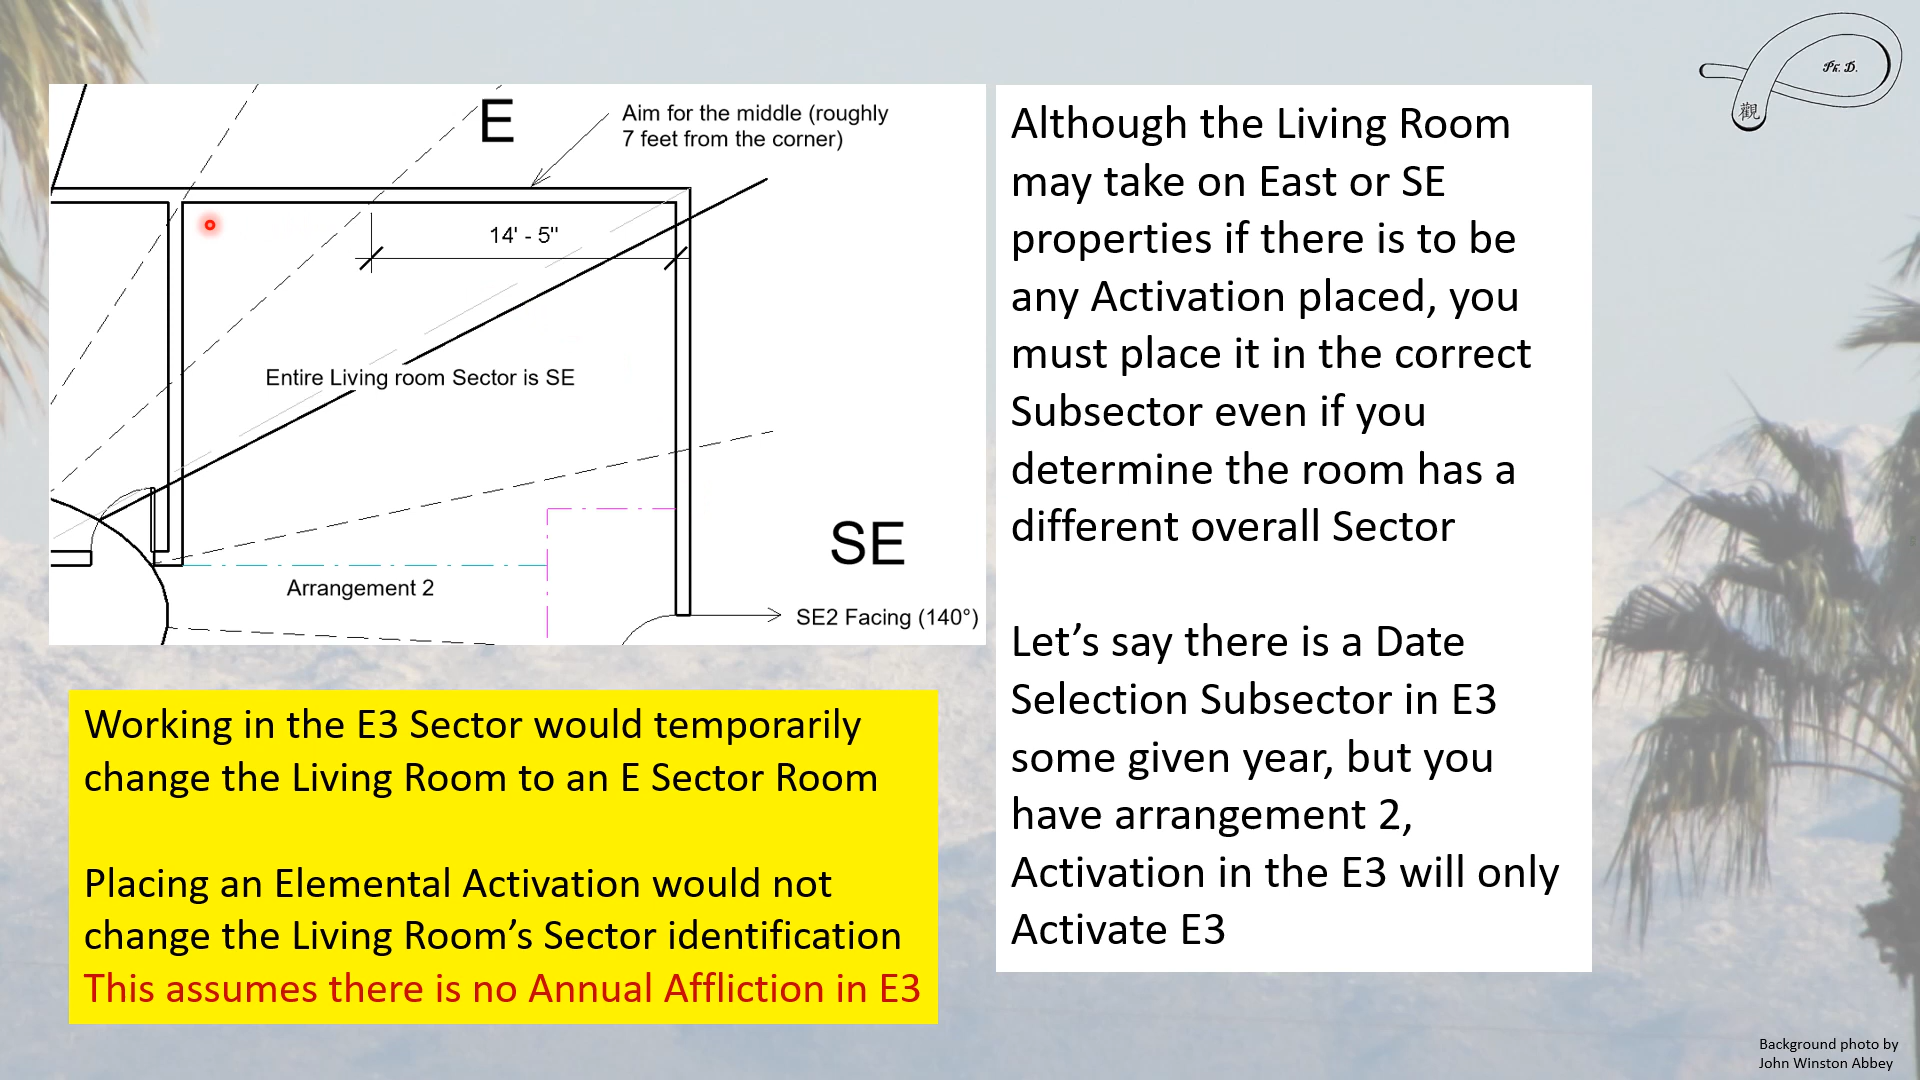 Ph. D.
觀
E
Aim for the middle (roughly
7 feet from the corner)
14' - 5"
Entire Living room Sector is SE
SE
Arrangement 2
SE2 Facing (140°)
Although the Living Room
may take on East or SE
properties if there is to be
any Activation placed, you
must place it in the correct
Subsector even if you
determine the room has a
different overall Sector
Let’s say there is a Date
Selection Subsector in E3
some given year, but you
have arrangement 2,
Activation in the E3 will only
Activate E3
Working in the E3 Sector would temporarily
change the Living Room to an E Sector Room
Placing an Elemental Activation would not
change the Living Room’s Sector identification
This assumes there is no Annual Affliction in E3
Background photo by
John Winston Abbey